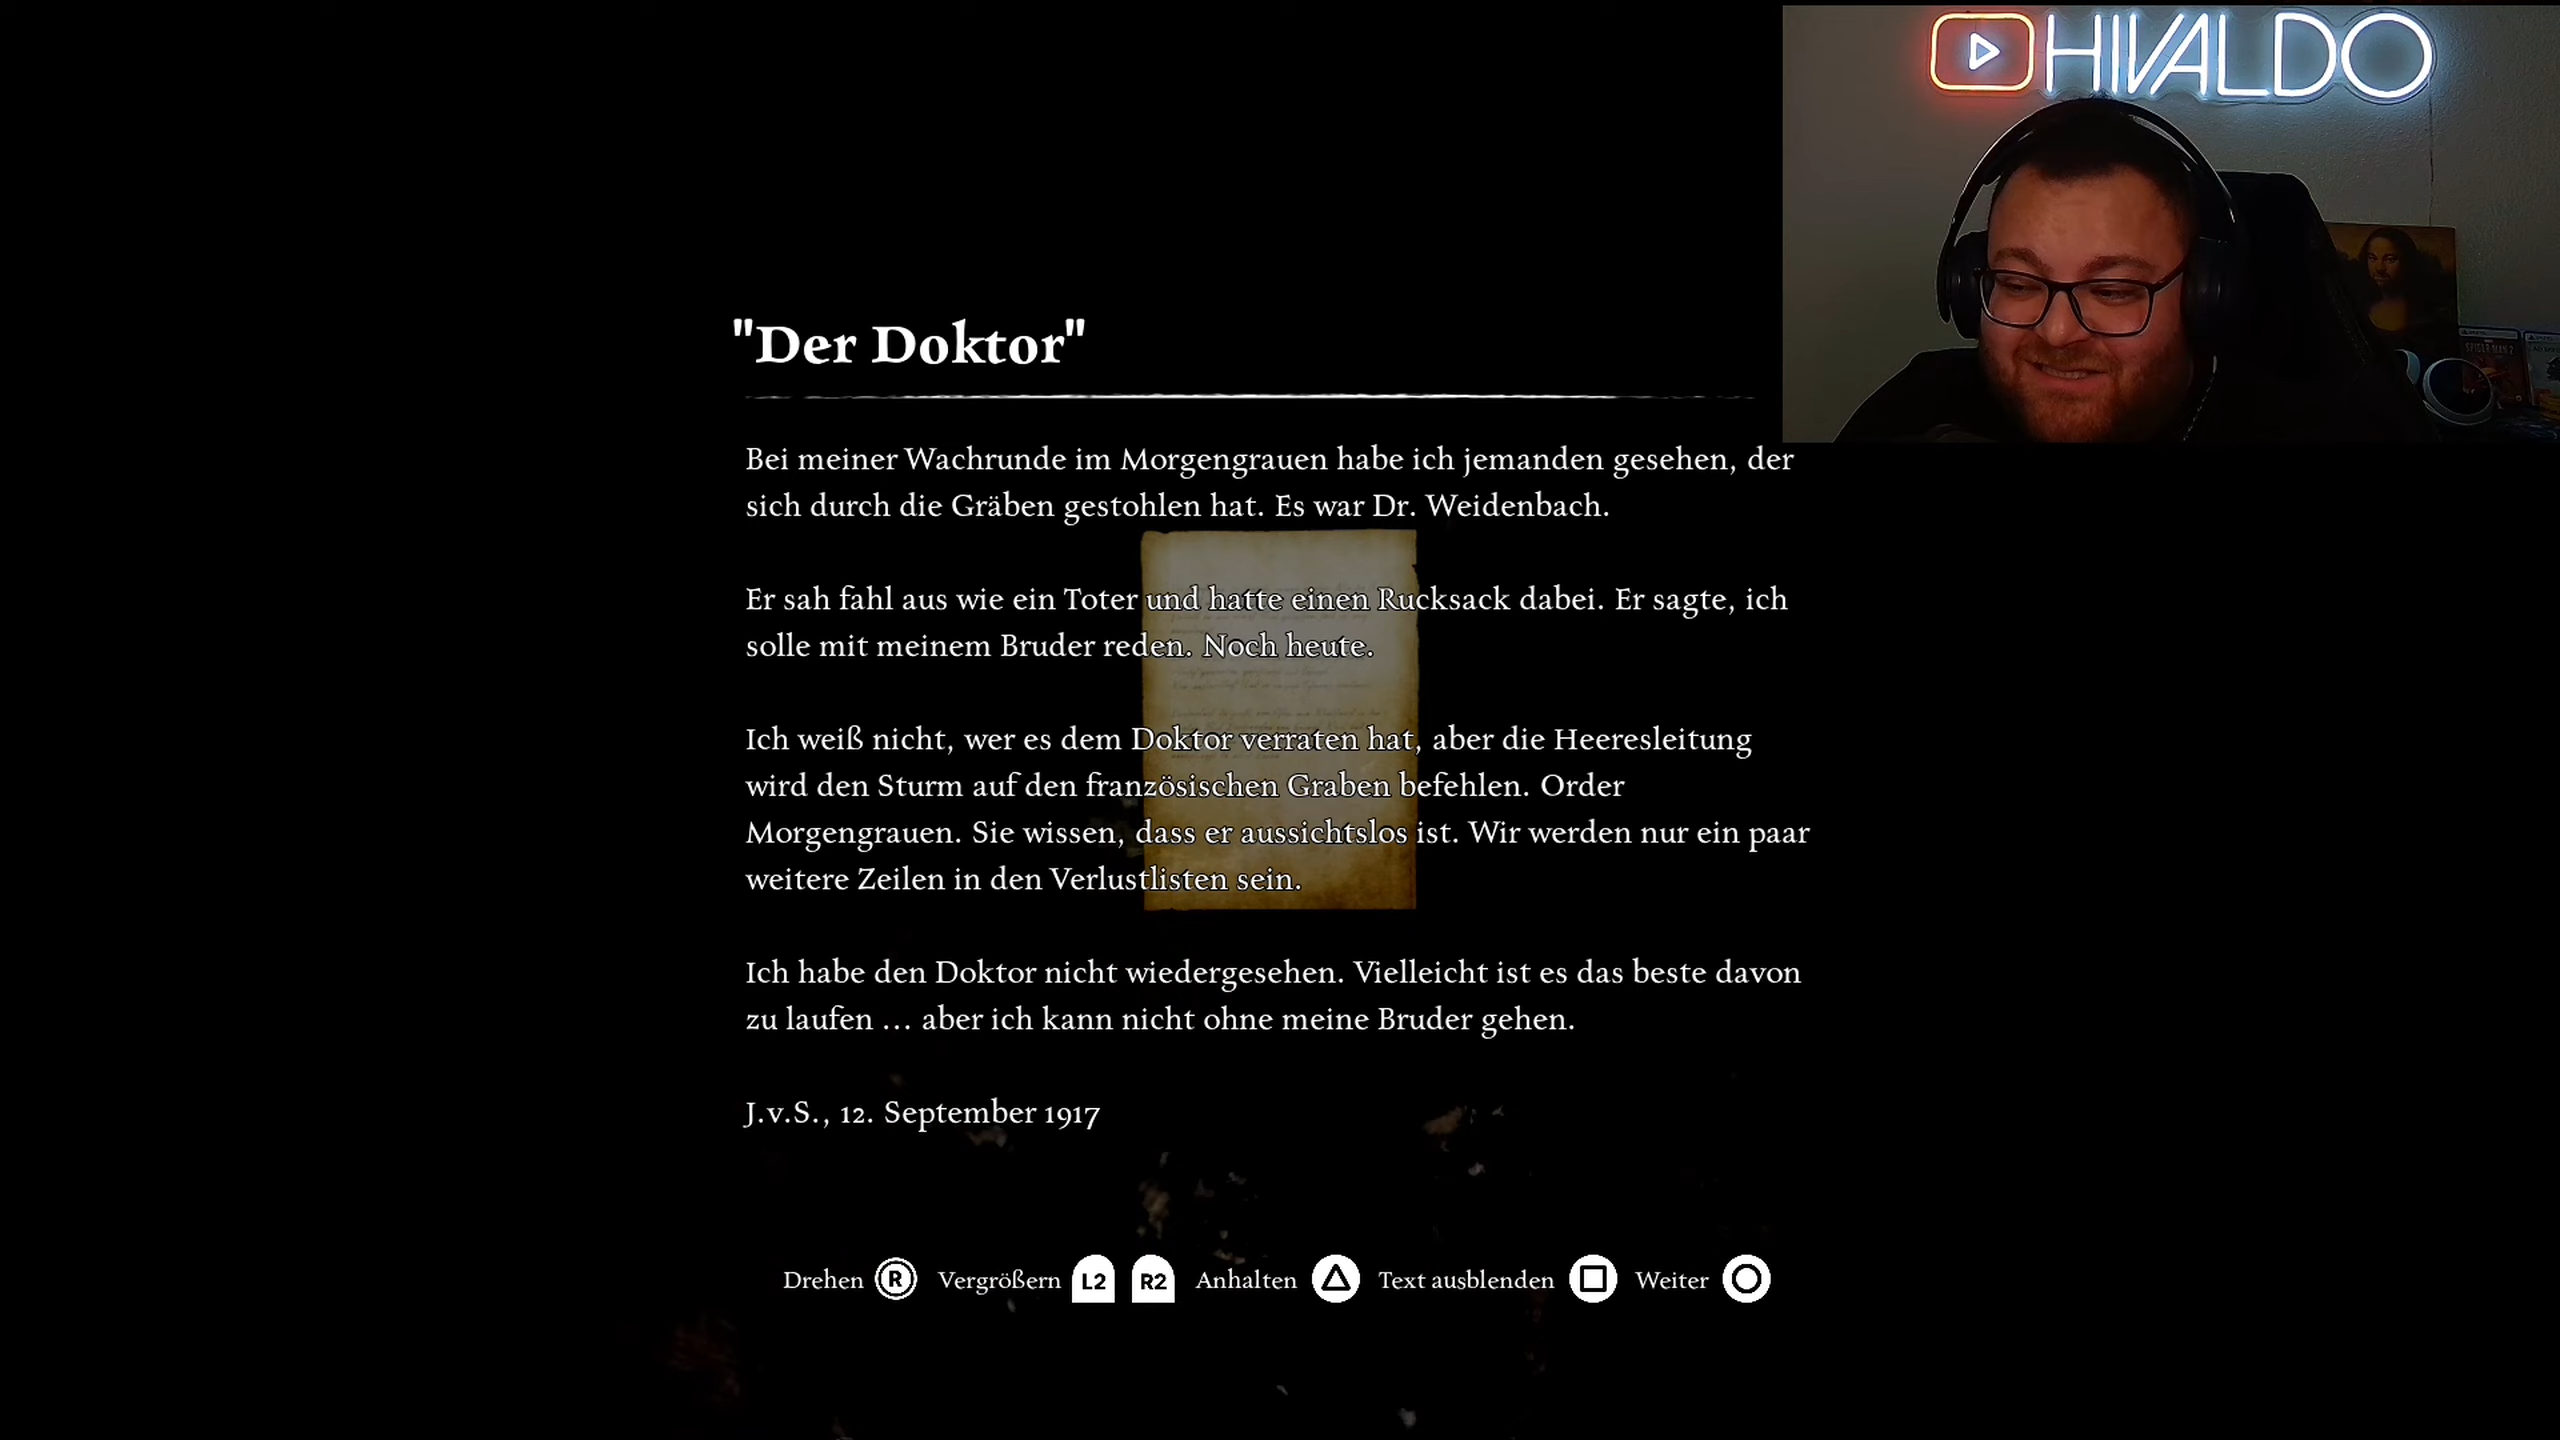 HIVALDO
"Der Doktor"
Bei meiner Wachrunde im Morgengrauen habe ich jemanden gesehen, der
sich durch die Gräben gestohlen hat. Es war Dr. Weidenbach.
Er sah fahl aus wie ein Toter und hatte einen Rucksack dabei. Er sagte, ich
solle mit meinem Bruder reden. Noch heute.
Ich weiß nicht, wer es dem Doktor verraten hat, aber die Heeresleitung
wird den Sturm auf den französischen Graben befehlen. Order
Morgengrauen. Sie wissen, dass er aussichtslos ist. Wir werden nur ein paar
weitere Zeilen in den Verlustlisten sein.
Ich habe den Doktor nicht wiedergesehen. Vielleicht ist es das beste davon
zu laufen ... aber ich kann nicht ohne meine Bruder gehen.
J.v.S., 12. September 1917
Drehen R Vergrößern L2 R2 Anhalten Text ausblenden Weiter